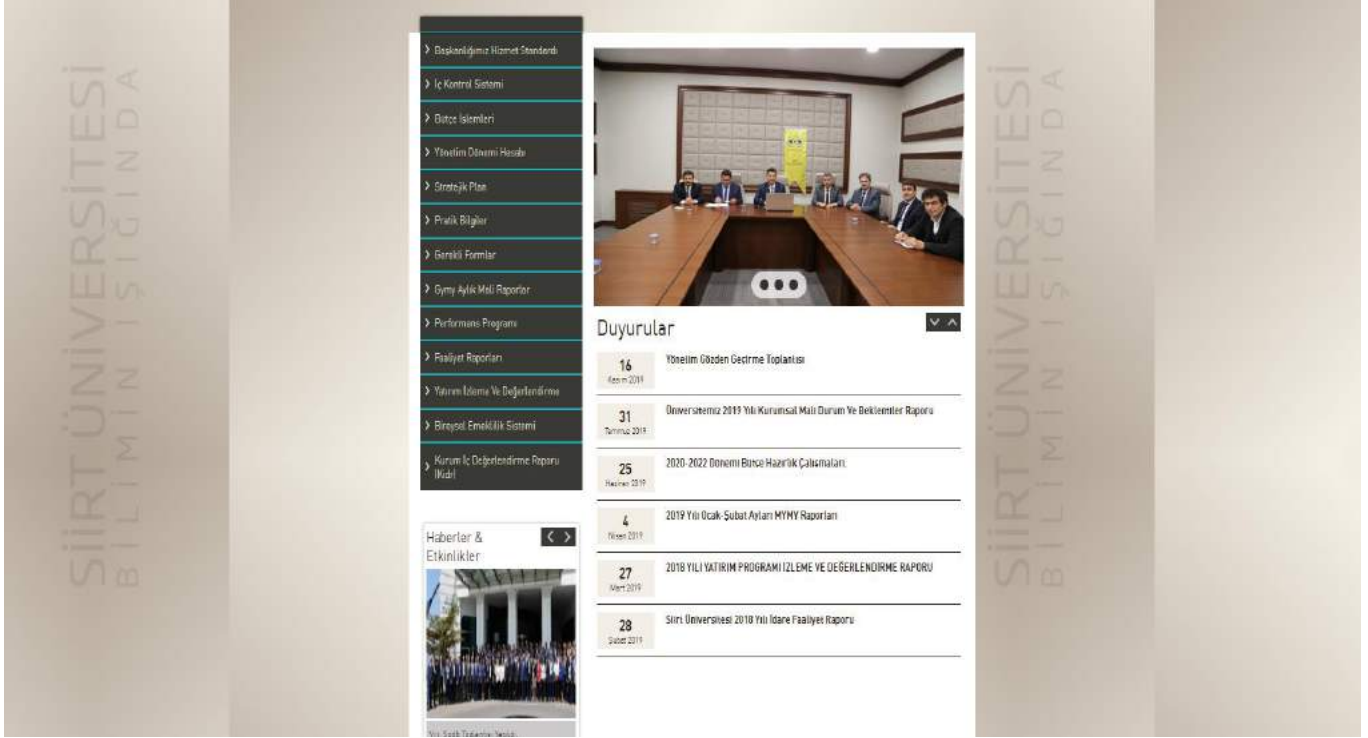 SİİRT ÜNİVERSİTESİ
BİLİMİN IŞIĞINDA
Başkanlığımız Hizmet Standardı
İç Kontrol Sistemi
Bütçe İşlemleri
Yönetim Dönemi Hesabı
Stratejik Plan
Pratik Bilgiler
Gerekli Formlar
Gymy Aylık Mali Raporlar
Performans Programı
Faaliyet Raporları
Yatırım İzleme Ve Değerlendirme
Bireysel Emeklilik Sistemi
Kurum İç Değerlendirme Raporu
(Kidr)
Haberler &
Etkinlikler
Duyurular
16
Kasım 2019
Yönetim Gözden Geçirme Toplantısı
31
Temmuz 2019
Üniversitemiz 2019 Yılı Kurumsal Mali Durum Ve Beklentiler Raporu
25
Haziran 2019
2020-2022 Dönemi Bütçe Hazırlık Çalışmaları.
4
Nisan 2019
2019 Yılı Ocak-Şubat Ayları MYMY Raporları
27
Mart 2019
2018 YILI YATIRIM PROGRAMI İZLEME VE DEĞERLENDİRME RAPORU
28
Şubat 2019
Siirt Üniversitesi 2018 Yılı İdare Faaliyet Raporu
SİİRT ÜNİVERSİTESİ
BİLİMİN IŞIĞINDA